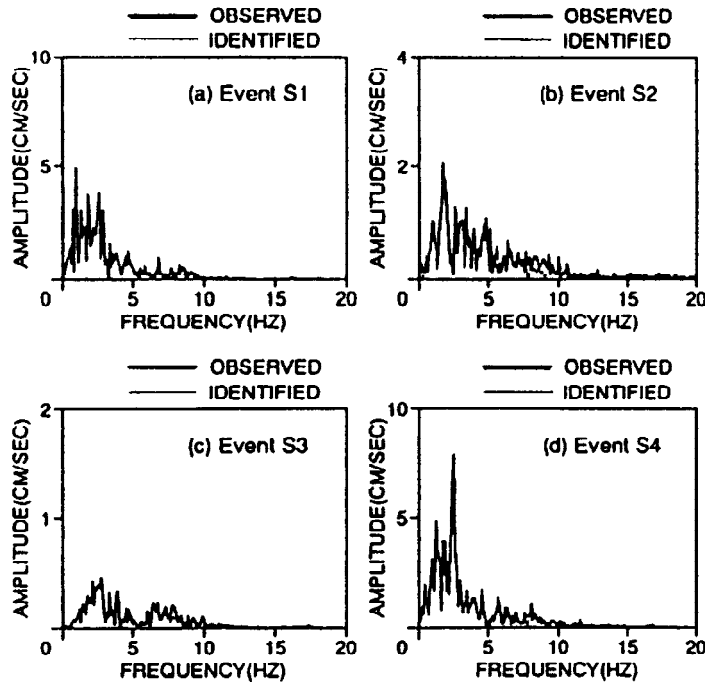 OBSERVED
IDENTIFIED
10
5
0
AMPLITUDE(CM/SEC)
(a) Event S1
5
10
15
20
FREQUENCY(HZ)
OBSERVED
IDENTIFIED
4
2
0
AMPLITUDE(CM/SEC)
(b) Event S2
5
10
15
20
FREQUENCY(HZ)
OBSERVED
IDENTIFIED
2
1
0
AMPLITUDE(CM/SEC)
(c) Event S3
5
10
15
20
FREQUENCY(HZ)
OBSERVED
IDENTIFIED
10
5
0
AMPLITUDE(CM/SEC)
(d) Event S4
5
10
15
20
FREQUENCY(HZ)